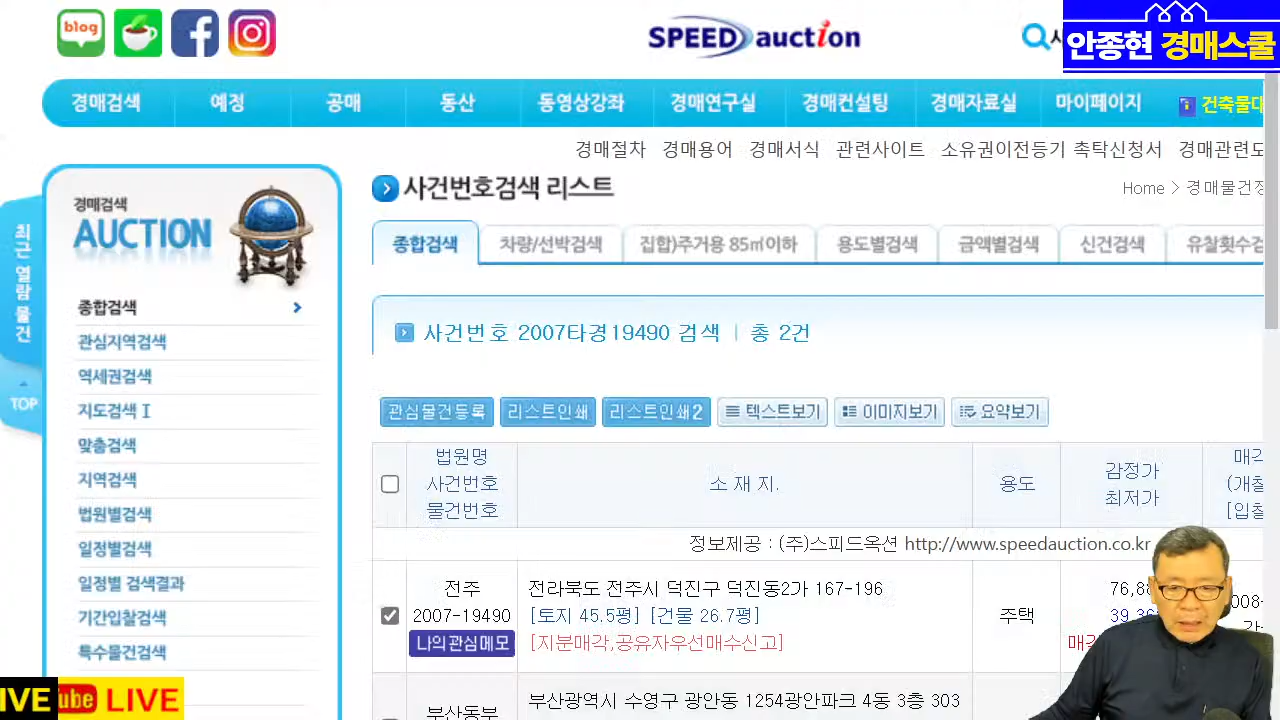 blog
SPEED auction
안종현 경매스쿨
경매검색 예정 공매 동산 동영상강좌 경매연구실 경매컨설팅 경매자료실 마이페이지 건축물대
경매절차 경매용어 경매서식 관련사이트 소유권이전등기 촉탁신청서 경매관련도
사건번호검색 리스트
Home > 경매물건정
최근 열람 물건
TOP
경매검색
AUCTION
종합검색
관심지역검색
역세권검색
지도검색 I
맞춤검색
지역검색
법원별검색
일정별검색
일정별 검색결과
기간입찰검색
특수물건검색
종합검색 차량/선박검색 집합)주거용 85㎡이하 용도별검색 금액별검색 신건검색 유찰횟수검
사건번호 2007타경19490 검색 | 총 2건
관심물건등록 리스트인쇄 리스트인쇄2 텍스트보기 이미지보기 요약보기
법원명
사건번호
물건번호
소 재 지.
용도
감정가
최저가
매각
(개찰
[입찰
정보제공 : (주)스피드옥션 http://www.speedauction.co.kr
전주
2007-19490
나의관심메모
전라북도 전주시 덕진구 덕진동2가 167-196
[토지 45.5평] [건물 26.7평]
[지분매각,공유자우선매수신고]
주택
부산동부
부산광역시 수영구 광안동 1259 광안파크 4동 3층 303
IVE
LIVE